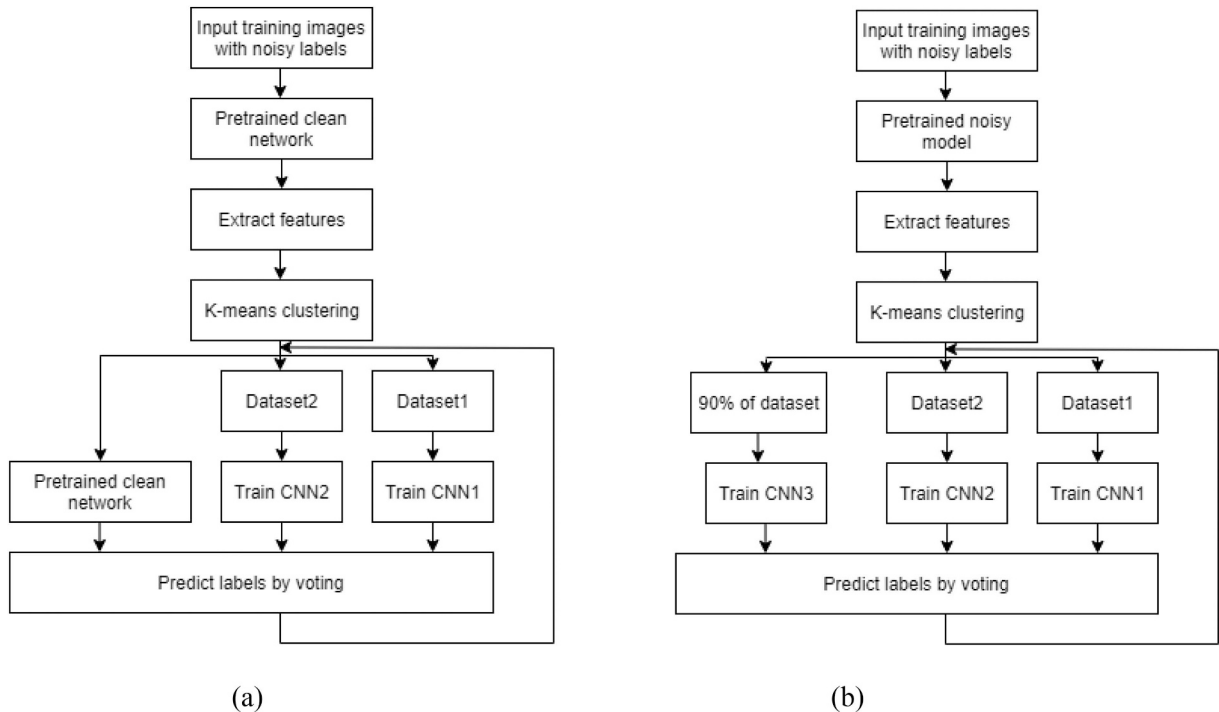 Input training images
with noisy labels
Pretrained clean
network
Extract features
K-means clustering
Dataset2
Dataset1
Pretrained clean
network
Train CNN2
Train CNN1
Predict labels by voting
(a)
Input training images
with noisy labels
Pretrained noisy
model
Extract features
K-means clustering
90% of dataset
Dataset2
Dataset1
Train CNN3
Train CNN2
Train CNN1
Predict labels by voting
(b)